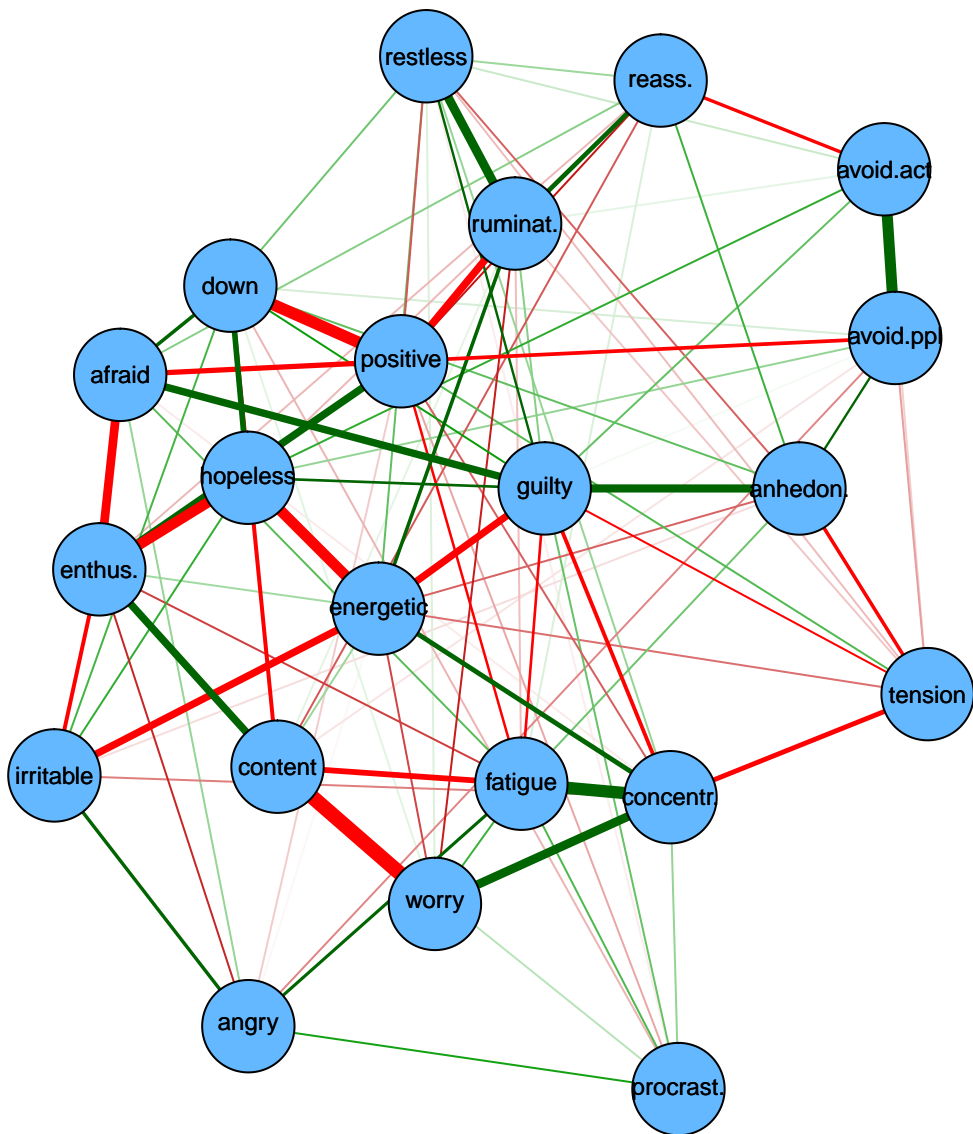 restless
reass.
avoid.act
ruminat.
down
avoid.ppl
positive
afraid
hopeless
guilty
anhedon.
enthus.
energetic
tension
content
irritable
fatigue
concentr.
worry
angry
procrast.